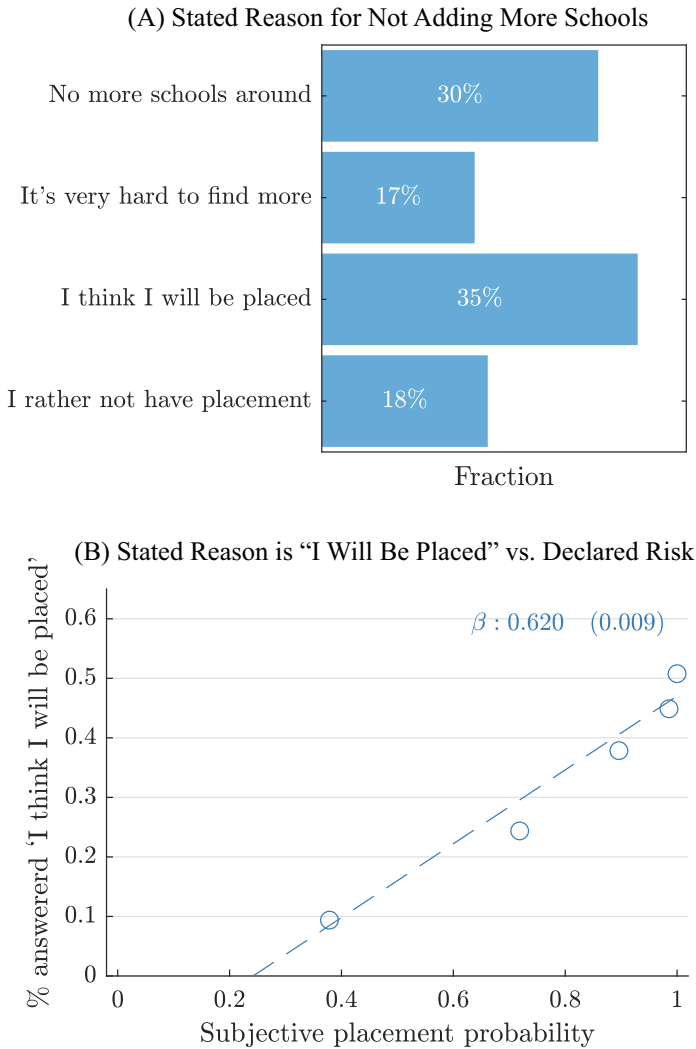 (A) Stated Reason for Not Adding More Schools
No more schools around
30%
It's very hard to find more
17%
I think I will be placed
35%
I rather not have placement
18%
Fraction
(B) Stated Reason is “I Will Be Placed” vs. Declared Risk
% answererd ‘I think I will be placed’
β : 0.620 (0.009)
0.6
0.5
0.4
0.3
0.2
0.1
0
0 0.2 0.4 0.6 0.8 1
Subjective placement probability